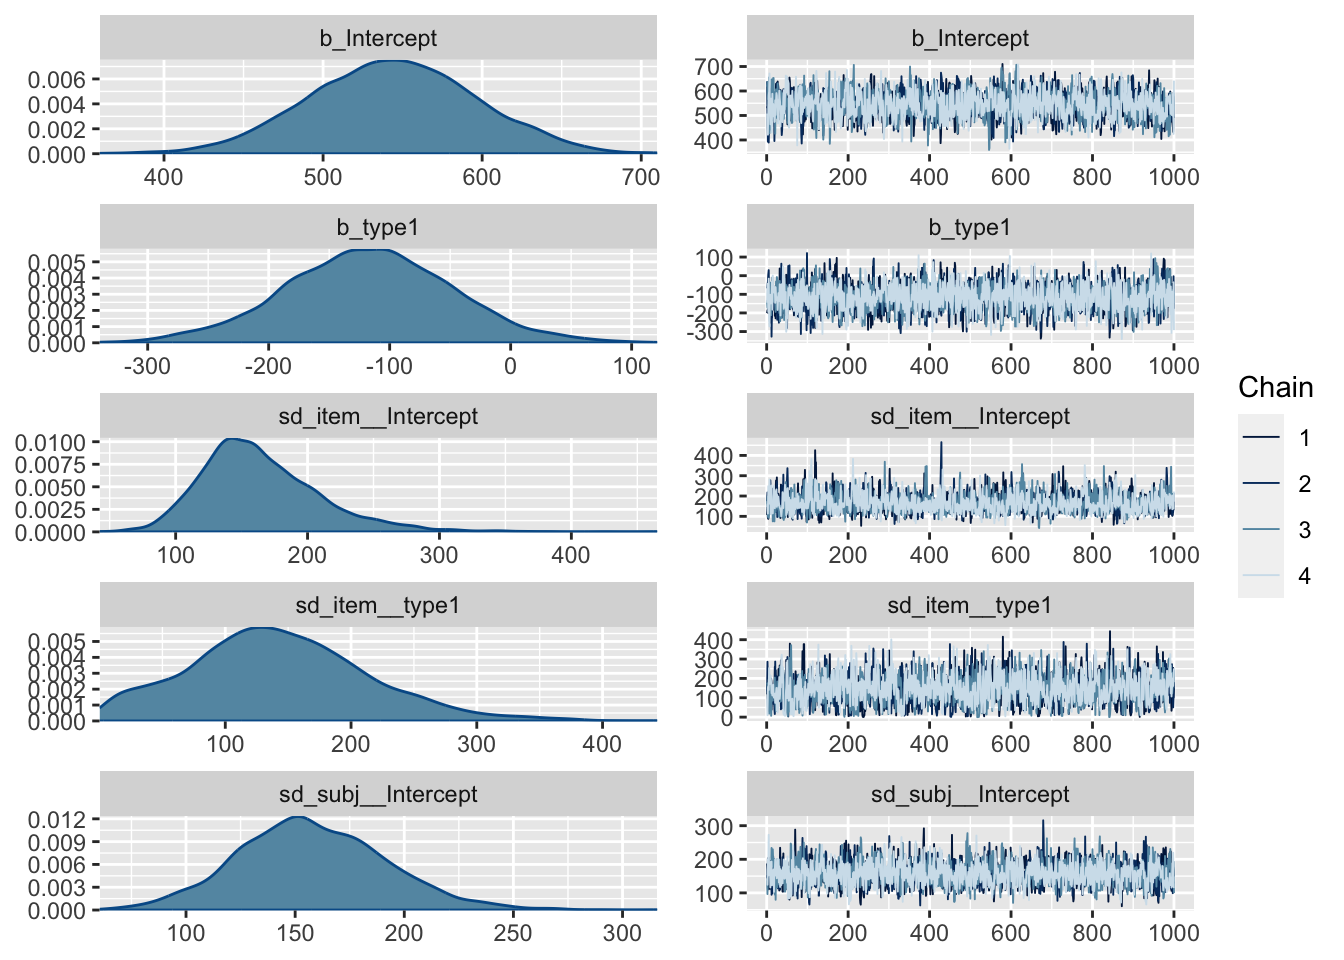 b_Intercept
0.006
0.004
0.002
0.000
400 500 600 700
b_Intercept
700
600
500
400
0 200 400 600 800 1000
b_type1
0.005
0.004
0.003
0.002
0.001
0.000
-300 -200 -100 0 100
b_type1
100
0
-100
-200
-300
0 200 400 600 800 1000
sd_item__Intercept
0.0100
0.0075
0.0050
0.0025
0.0000
100 200 300 400
sd_item__Intercept
400
300
200
100
0 200 400 600 800 1000
sd_item__type1
0.005
0.004
0.003
0.002
0.001
0.000
100 200 300 400
sd_item__type1
400
300
200
100
0
0 200 400 600 800 1000
sd_subj__Intercept
0.012
0.009
0.006
0.003
0.000
100 150 200 250 300
sd_subj__Intercept
300
200
100
0 200 400 600 800 1000
Chain
1
2
3
4